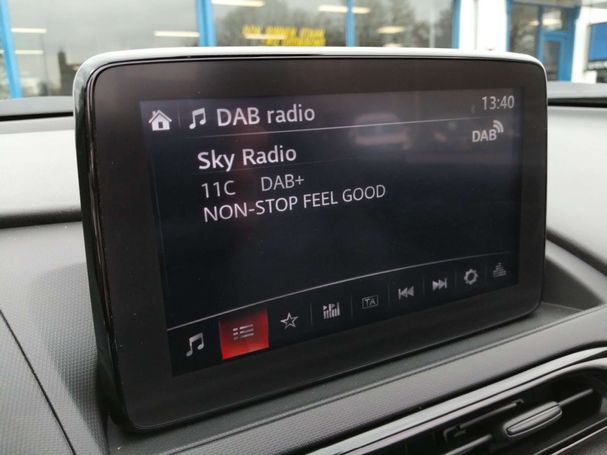 DAB radio
13:40
DAB
Sky Radio
11C DAB+
NON-STOP FEEL GOOD
TA